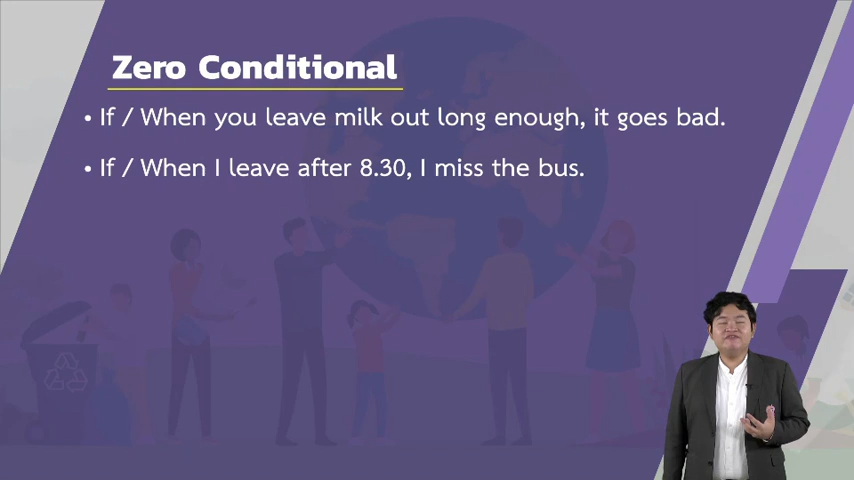 Zero Conditional
• If / When you leave milk out long enough, it goes bad.
• If / When I leave after 8.30, I miss the bus.